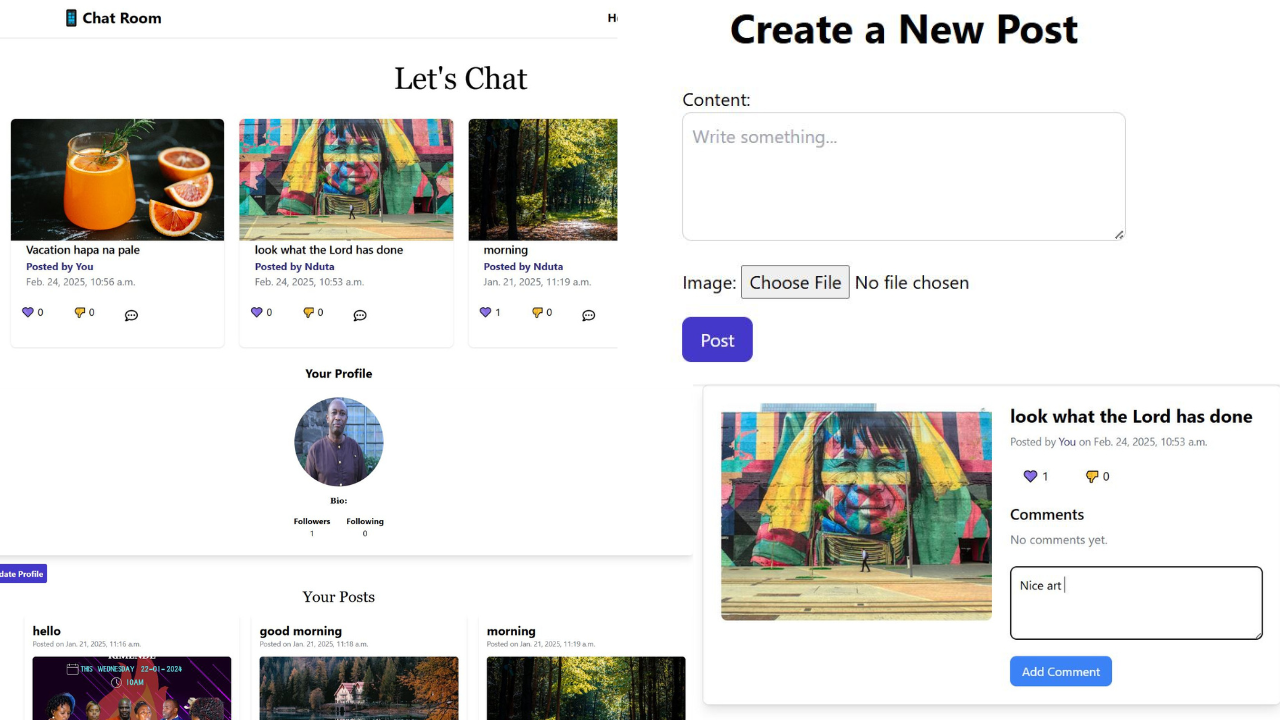 Chat Room
Let's Chat
Vacation hapa na pale
Posted by You
Feb. 24, 2025, 10:56 a.m.
0 0
look what the Lord has done
Posted by Nduta
Feb. 24, 2025, 10:53 a.m.
0 0
morning
Posted by Nduta
Jan. 21, 2025, 11:19 a.m.
1 0
Your Profile
Bio:
Followers Following
1 0
date Profile
Your Posts
hello
Posted on Jan. 21, 2025, 11:16 a.m.
THIS WEDNESDAY 22-01-2024
10AM
good morning
Posted on Jan. 21, 2025, 11:18 a.m.
morning
Posted on Jan. 21, 2025, 11:19 a.m.
Create a New Post
Content:
Write something...
Image: Choose File No file chosen
Post
look what the Lord has done
Posted by You on Feb. 24, 2025, 10:53 a.m.
1 0
Comments
No comments yet.
Nice art
Add Comment